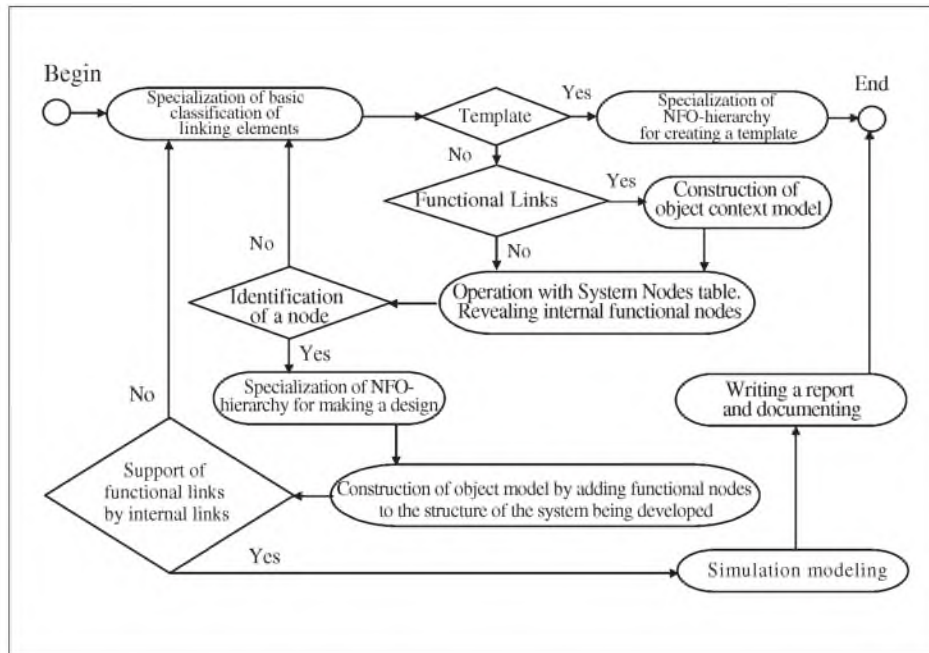 Begin
End
Specialization of basic
classification of
linking elements
Template
Yes
Specialization of
NFO-hierarchy
for creating a template
No
Functional Links
Yes
Construction of
object context model
No
No
Identification
of a node
Operation with System Nodes table.
Revealing internal functional nodes
Yes
Specialization of NFO-
hierarchy for making a design
No
Writing a report
and documenting
Support of
functional links
by internal links
Construction of object model by adding functional nodes
to the structure of the system being developed
Yes
Simulation modeling